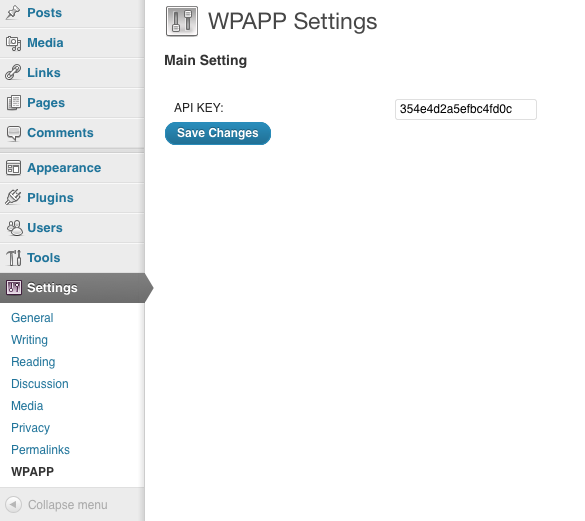 Posts
Media
Links
Pages
Comments
Appearance
Plugins
Users
Tools
Settings
General
Writing
Reading
Discussion
Media
Privacy
Permalinks
WPAPP
Collapse menu
WPAPP Settings
Main Setting
API KEY: 354e4d2a5efbc4fd0c
Save Changes